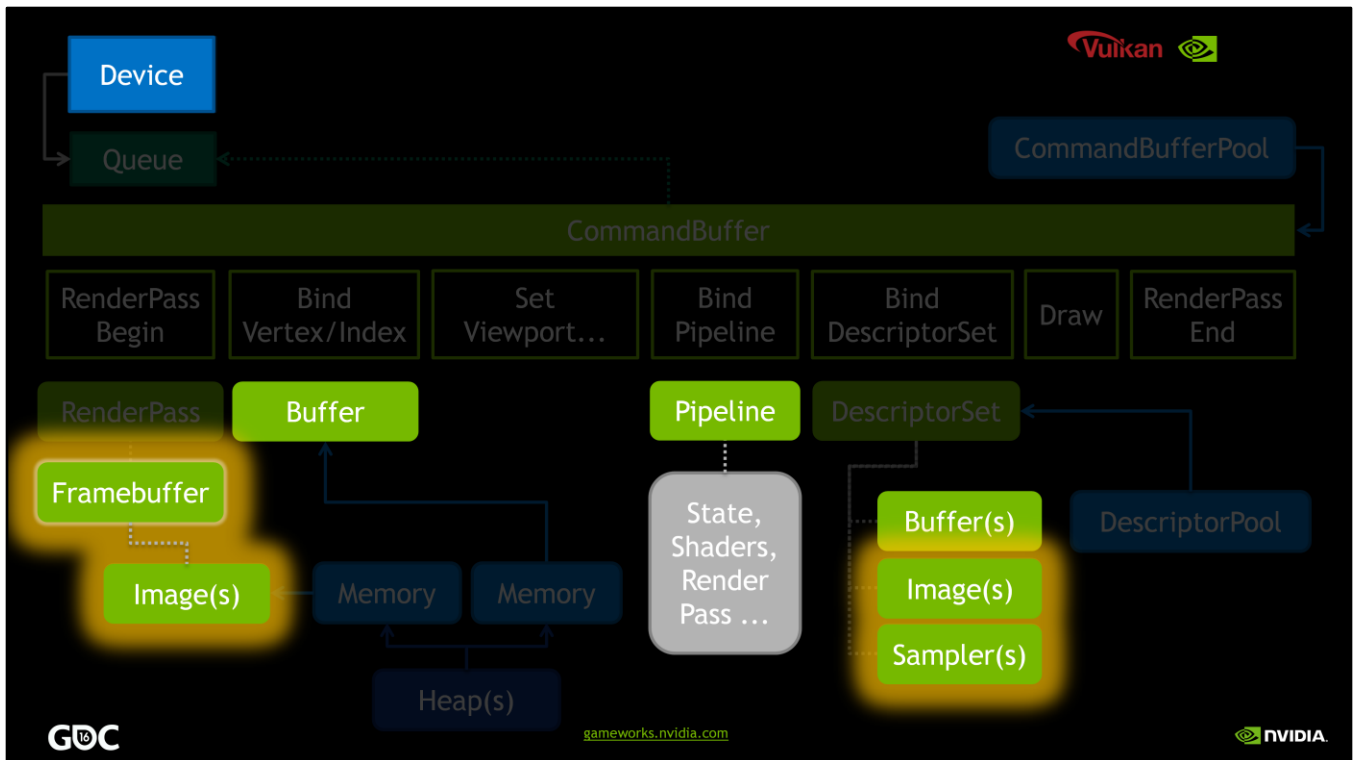 Vulkan
Device
Queue
CommandBufferPool
CommandBuffer
RenderPass
Begin
Bind
Vertex/Index
Set
Viewport...
Bind
Pipeline
Bind
DescriptorSet
Draw
RenderPass
End
RenderPass
Buffer
Pipeline
DescriptorSet
Framebuffer
State,
Shaders,
Render
Pass ...
Buffer(s)
DescriptorPool
Image(s)
Memory
Memory
Image(s)
Sampler(s)
Heap(s)
GDC
16
gameworks.nvidia.com
NVIDIA.